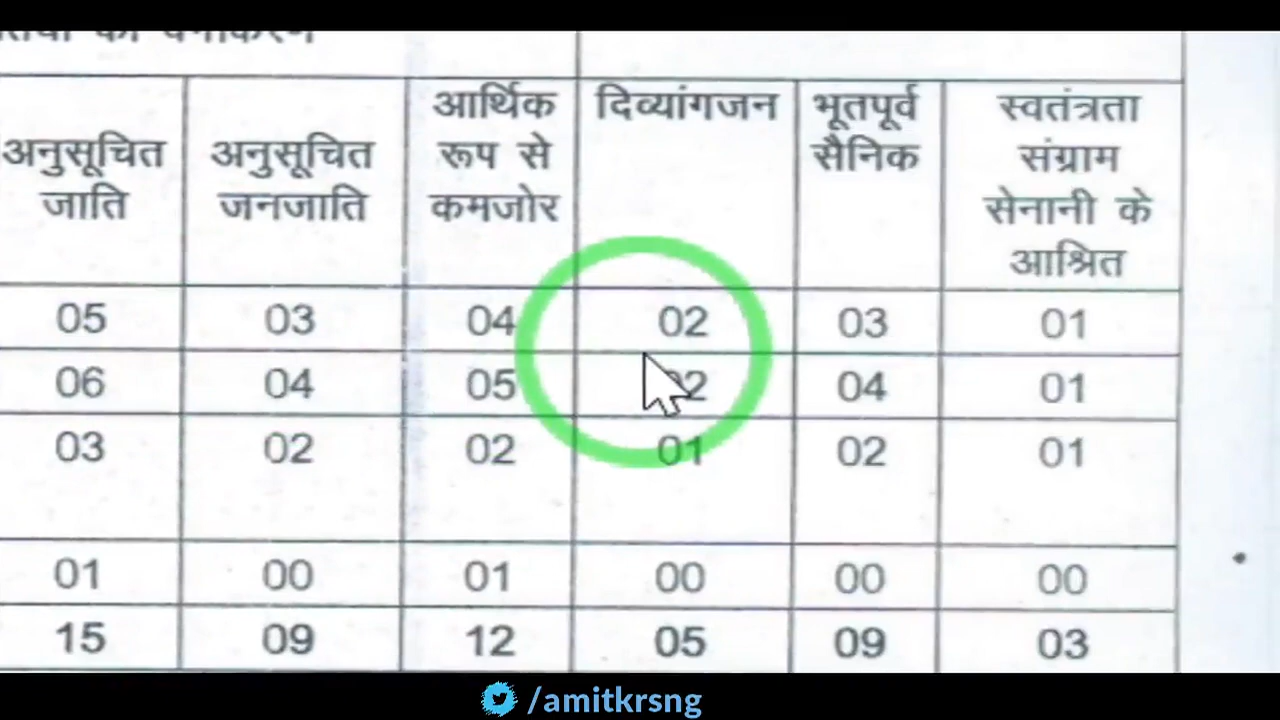 अनुसूचित जाति
अनुसूचित जनजाति
आर्थिक रूप से कमजोर
दिव्यांगजन
भूतपूर्व सैनिक
स्वतंत्रता संग्राम सेनानी के आश्रित
05 03 04 02 03 01
06 04 05 02 04 01
03 02 02 01 02 01
01 00 01 00 00 00
15 09 12 05 09 03
/amitkrsng